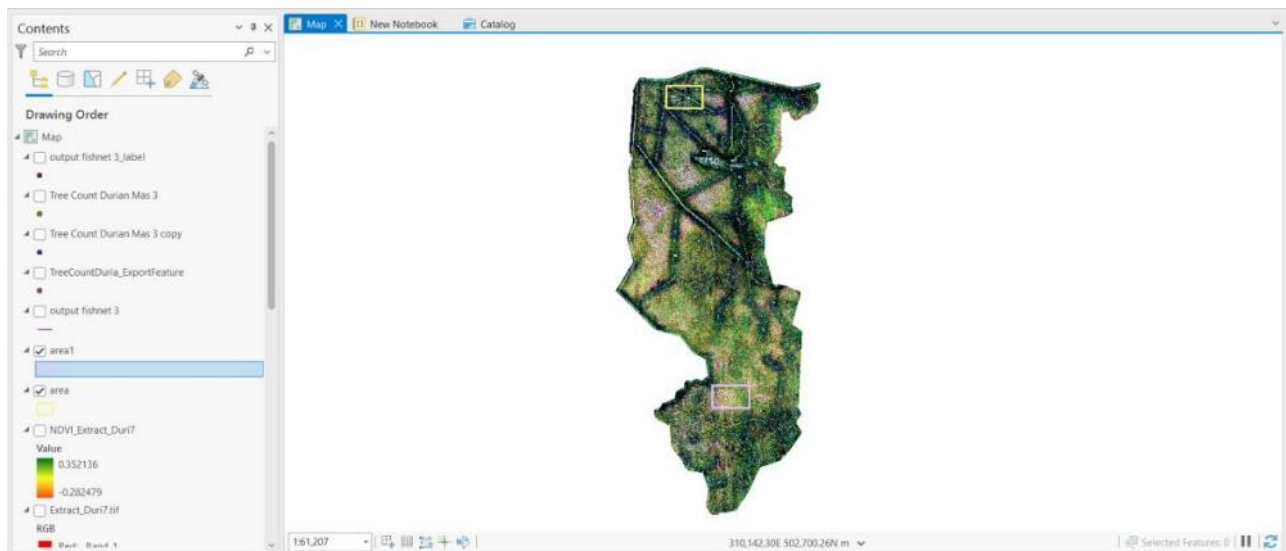 Contents
Search
Drawing Order
Map
output fishnet 3_label
Tree Count Durian Mas 3
Tree Count Durian Mas 3 copy
TreeCountDuria_ExportFeature
output fishnet 3
area1
area
NDVI_Extract_Duri7
Value
0.352136
-0.282479
Extract_Duri7.tif
RGB
Map New Notebook Catalog
1:61,207
310,142.30E 502,700.26N m
Selected Features: 0